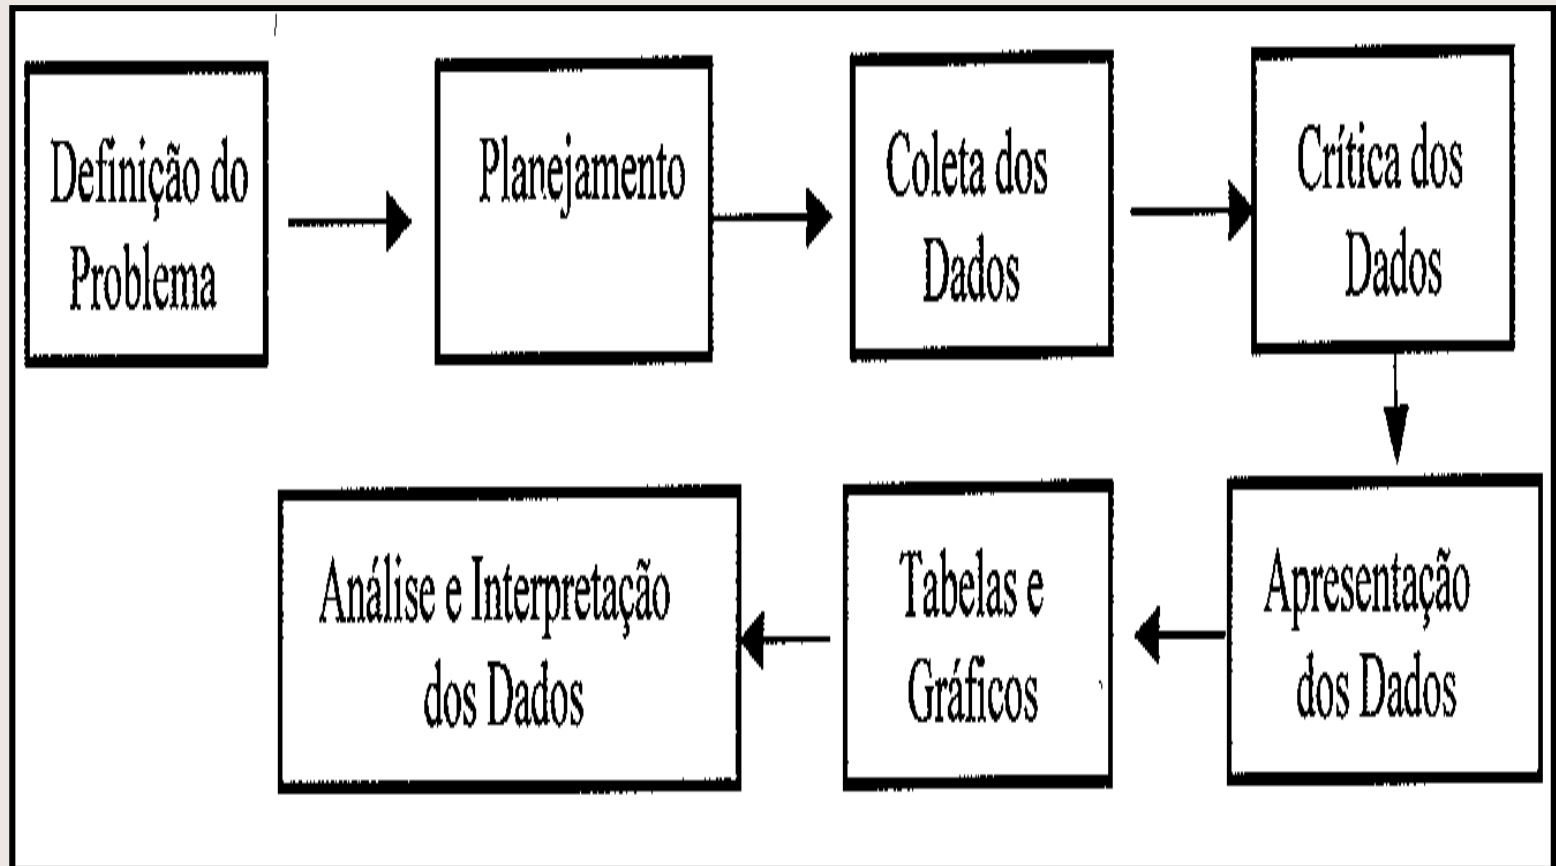 Definição do
Problema
Planejamento
Coleta dos
Dados
Crítica dos
Dados
Apresentação
dos Dados
Tabelas e
Gráficos
Análise e Interpretação
dos Dados